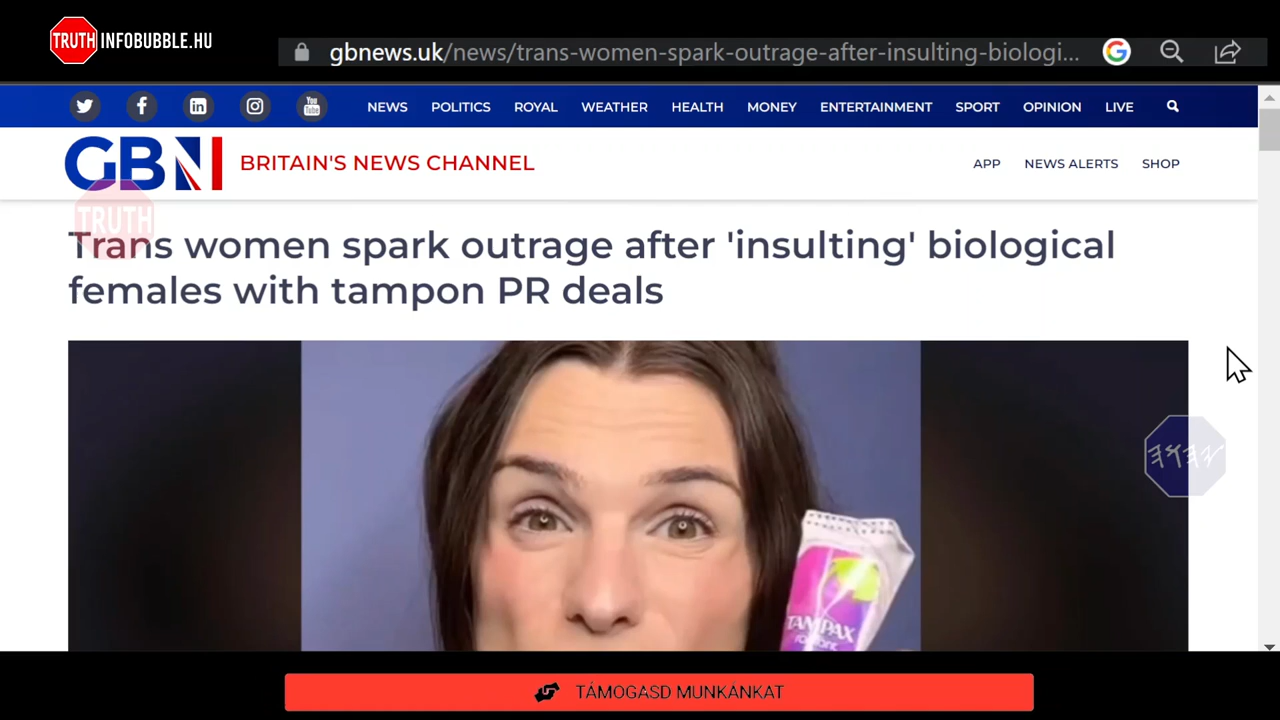 TRUTH INFOBUBBLE.HU
gbnews.uk/news/trans-women-spark-outrage-after-insulting-biologi...
NEWS POLITICS ROYAL WEATHER HEALTH MONEY ENTERTAINMENT SPORT OPINION LIVE
GBN BRITAIN'S NEWS CHANNEL
APP NEWS ALERTS SHOP
TRUTH
Trans women spark outrage after 'insulting' biological
females with tampon PR deals
TAMPAX
TÁMOGASD MUNKÁNKAT